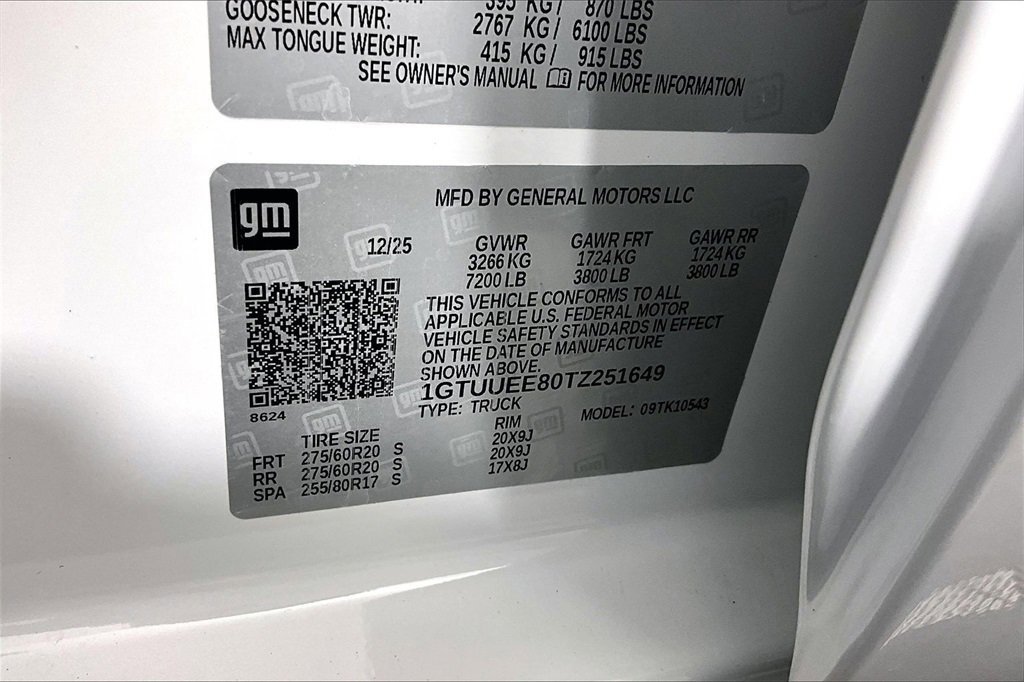 395 KG/ 870 LBS
GOOSENECK TWR: 2767 KG/ 6100 LBS
MAX TONGUE WEIGHT: 415 KG/ 915 LBS
SEE OWNER'S MANUAL FOR MORE INFORMATION
gm
MFD BY GENERAL MOTORS LLC
12/25 GVWR GAWR FRT GAWR RR
3266 KG 1724 KG 1724 KG
7200 LB 3800 LB 3800 LB
THIS VEHICLE CONFORMS TO ALL
APPLICABLE U.S. FEDERAL MOTOR
VEHICLE SAFETY STANDARDS IN EFFECT
ON THE DATE OF MANUFACTURE
SHOWN ABOVE.
1GTUUEE80TZ251649
8624
TYPE: TRUCK MODEL: 09TK10543
TIRE SIZE RIM
FRT 275/60R20 S 20X9J
RR 275/60R20 S 20X9J
SPA 255/80R17 S 17X8J